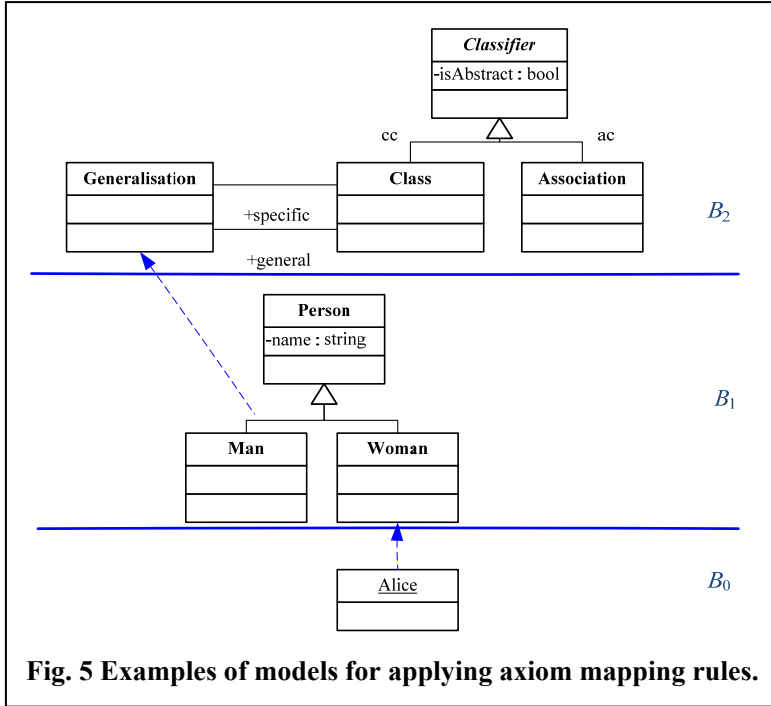 Classifier
-isAbstract : bool
cc
ac
Generalisation
Class
Association
+specific
B2
+general
Person
-name : string
B1
Man
Woman
Alice
B0
Fig. 5 Examples of models for applying axiom mapping rules.